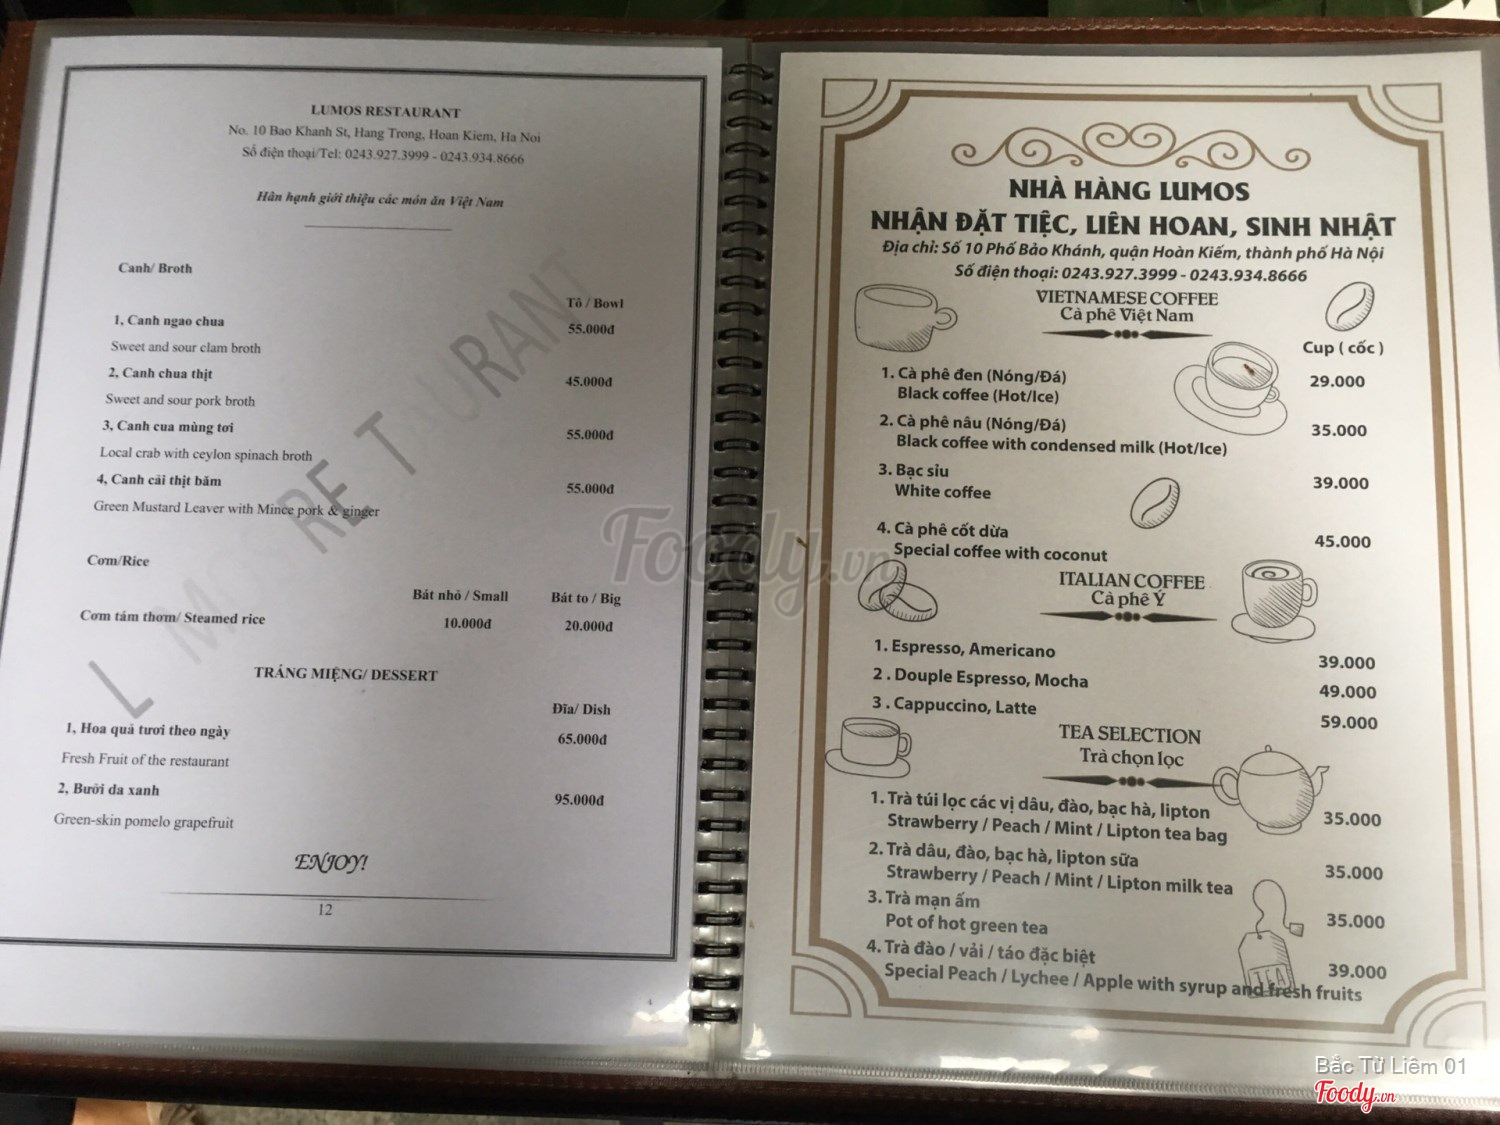 LUMOS RESTAURANT
No. 10 Bao Khanh St, Hang Trong, Hoan Kiem, Ha Noi
Số điện thoại/Tel: 0243.927.3999 - 0243.934.8666
Hân hạnh giới thiệu các món ăn Việt Nam
Canh/ Broth
Tô / Bowl
1, Canh ngao chua
55.000đ
Sweet and sour clam broth
2, Canh chua thịt
45.000đ
Sweet and sour pork broth
3, Canh cua mùng tơi
55.000đ
Local crab with ceylon spinach broth
4, Canh cải thịt băm
55.000đ
Green Mustard Leaver with Mince pork & ginger
Cơm/Rice
Bát nhỏ / Small
Bát to / Big
Cơm tám thơm/ Steamed rice
10.000đ
20.000đ
TRÁNG MIỆNG/ DESSERT
Đĩa/ Dish
1, Hoa quả tươi theo ngày
65.000đ
Fresh Fruit of the restaurant
2, Bưởi da xanh
95.000đ
Green-skin pomelo grapefruit
ENJOY!
12
NHÀ HÀNG LUMOS
NHẬN ĐẶT TIỆC, LIÊN HOAN, SINH NHẬT
Địa chỉ: Số 10 Phố Bảo Khánh, quận Hoàn Kiếm, thành phố Hà Nội
Số điện thoại: 0243.927.3999 - 0243.934.8666
VIETNAMESE COFFEE
Cà phê Việt Nam
Cup ( cốc )
1. Cà phê đen (Nóng/Đá)
29.000
Black coffee (Hot/Ice)
2. Cà phê nâu (Nóng/Đá)
35.000
Black coffee with condensed milk (Hot/Ice)
3. Bạc sỉu
39.000
White coffee
4. Cà phê cốt dừa
45.000
Special coffee with coconut
ITALIAN COFFEE
Cà phê Ý
1. Espresso, Americano
39.000
2 . Douple Espresso, Mocha
49.000
3 . Cappuccino, Latte
59.000
TEA SELECTION
Trà chọn lọc
1. Trà túi lọc các vị dâu, đào, bạc hà, lipton
35.000
Strawberry / Peach / Mint / Lipton tea bag
2. Trà dâu, đào, bạc hà, lipton sữa
35.000
Strawberry / Peach / Mint / Lipton milk tea
3. Trà mạn ấm
35.000
Pot of hot green tea
4. Trà đào / vải / táo đặc biệt
39.000
Special Peach / Lychee / Apple with syrup and fresh fruits
TEA
Foody.vn
Bắc Từ Liêm 01
Foody.vn